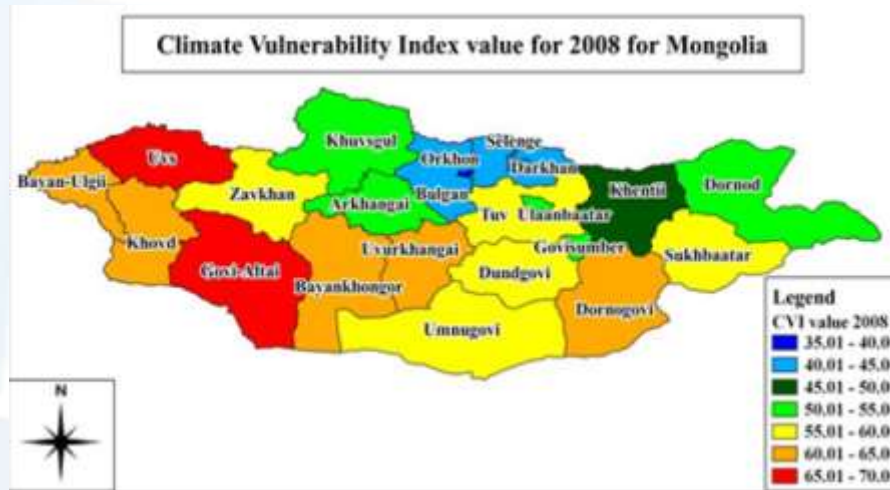 Climate Vulnerability Index value for 2008 for Mongolia
Khuvsgul
Selenge
Uvs
Orkhon
Darkhan
Bayan-Ulgii
Khentii
Dornod
Zavkhan
Bulgan
Arkhangai
Tuv
Ulaanbaatar
Khovd
Uvurkhangai
Govisumber
Sukhbaatar
Govi-Altai
Dundgovi
Bayankhongor
Dornogovi
Umnugovi
Legend
CVI value 2008
35.01 - 40.0
40.01 - 45.0
45.01 - 50.0
50.01 - 55.0
55.01 - 60.0
60.01 - 65.0
65.01 - 70.0
N